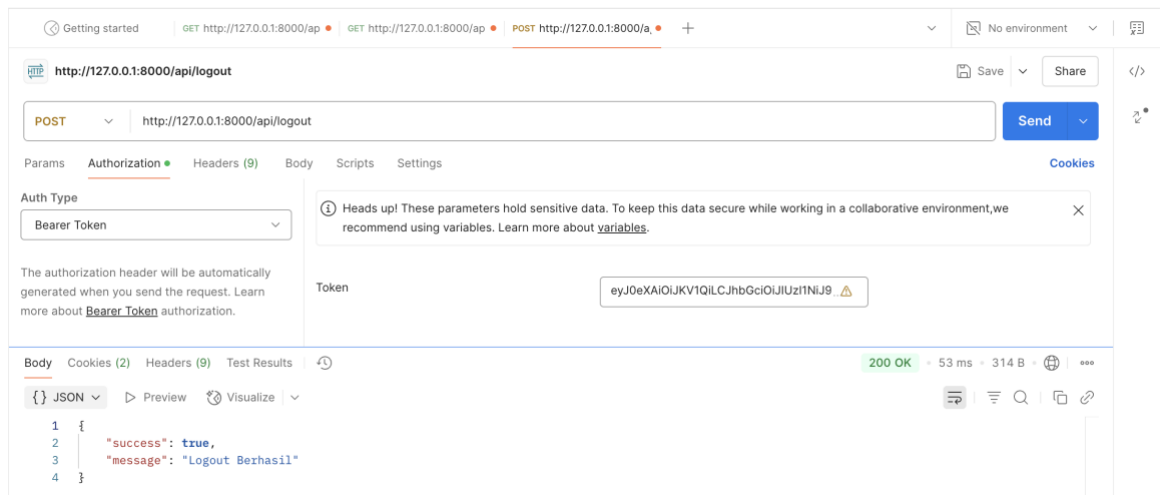 Getting started
GET http://127.0.0.1:8000/ap
GET http://127.0.0.1:8000/ap
POST http://127.0.0.1:8000/a
No environment
HTTP http://127.0.0.1:8000/api/logout
Save
Share
</>
POST
http://127.0.0.1:8000/api/logout
Send
Params Authorization Headers (9) Body Scripts Settings
Cookies
Auth Type
Bearer Token
The authorization header will be automatically
generated when you send the request. Learn
more about Bearer Token authorization.
Heads up! These parameters hold sensitive data. To keep this data secure while working in a collaborative environment,we
recommend using variables. Learn more about variables.
Token
eyJ0eXAiOiJKV1QiLCJhbGciOiJIUzI1NiJ9
Body Cookies (2) Headers (9) Test Results
200 OK • 53 ms • 314 B
{} JSON Preview Visualize
1 {
2 "success": true,
3 "message": "Logout Berhasil"
4 }